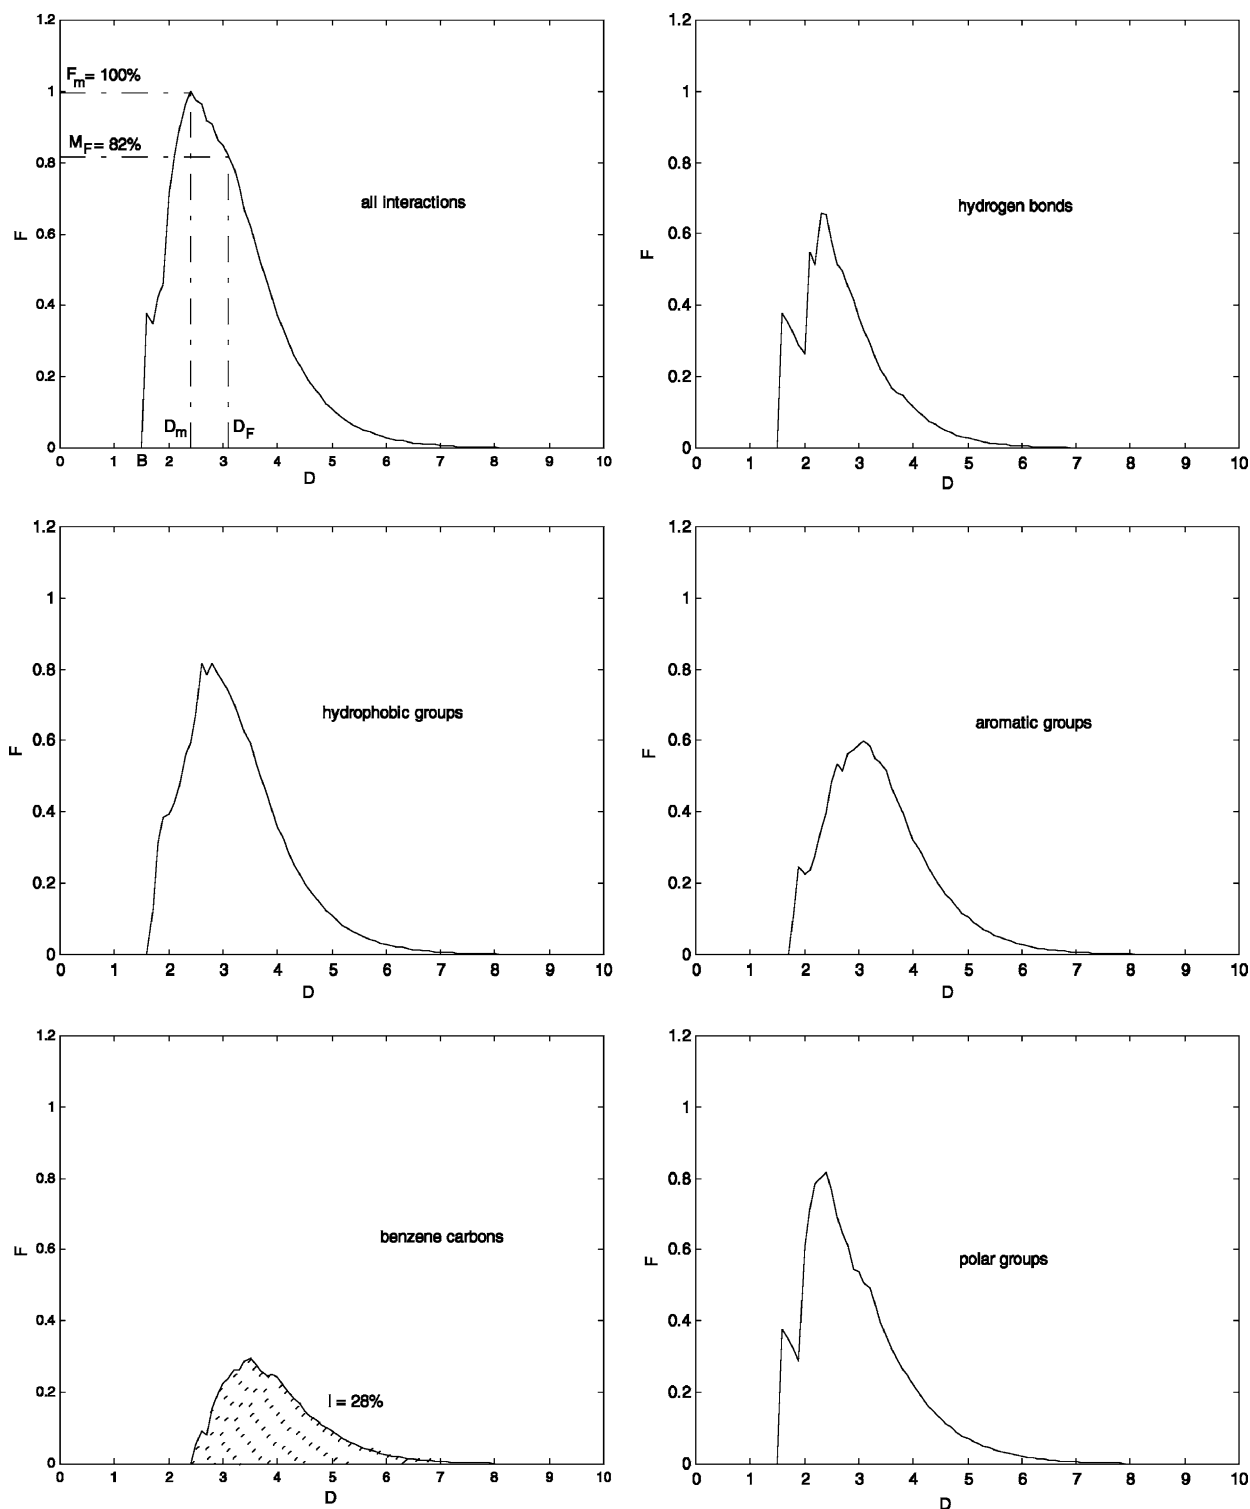 1.2
1
0.8
0.6
0.4
0.2
0
F
F_m = 100%
M_F = 82%
all interactions
D_m
D_F
0 B 2 3 4 5 6 7 8 9 10
D
1.2
1
0.8
0.6
0.4
0.2
0
F
hydrogen bonds
0 1 2 3 4 5 6 7 8 9 10
D
1.2
1
0.8
0.6
0.4
0.2
0
F
hydrophobic groups
0 1 2 3 4 5 6 7 8 9 10
D
1.2
1
0.8
0.6
0.4
0.2
0
F
aromatic groups
0 1 2 3 4 5 6 7 8 9 10
D
1.2
1
0.8
0.6
0.4
0.2
0
F
benzene carbons
I = 28%
0 1 2 3 4 5 6 7 8 9 10
D
1.2
1
0.8
0.6
0.4
0.2
0
F
polar groups
0 1 2 3 4 5 6 7 8 9 10
D